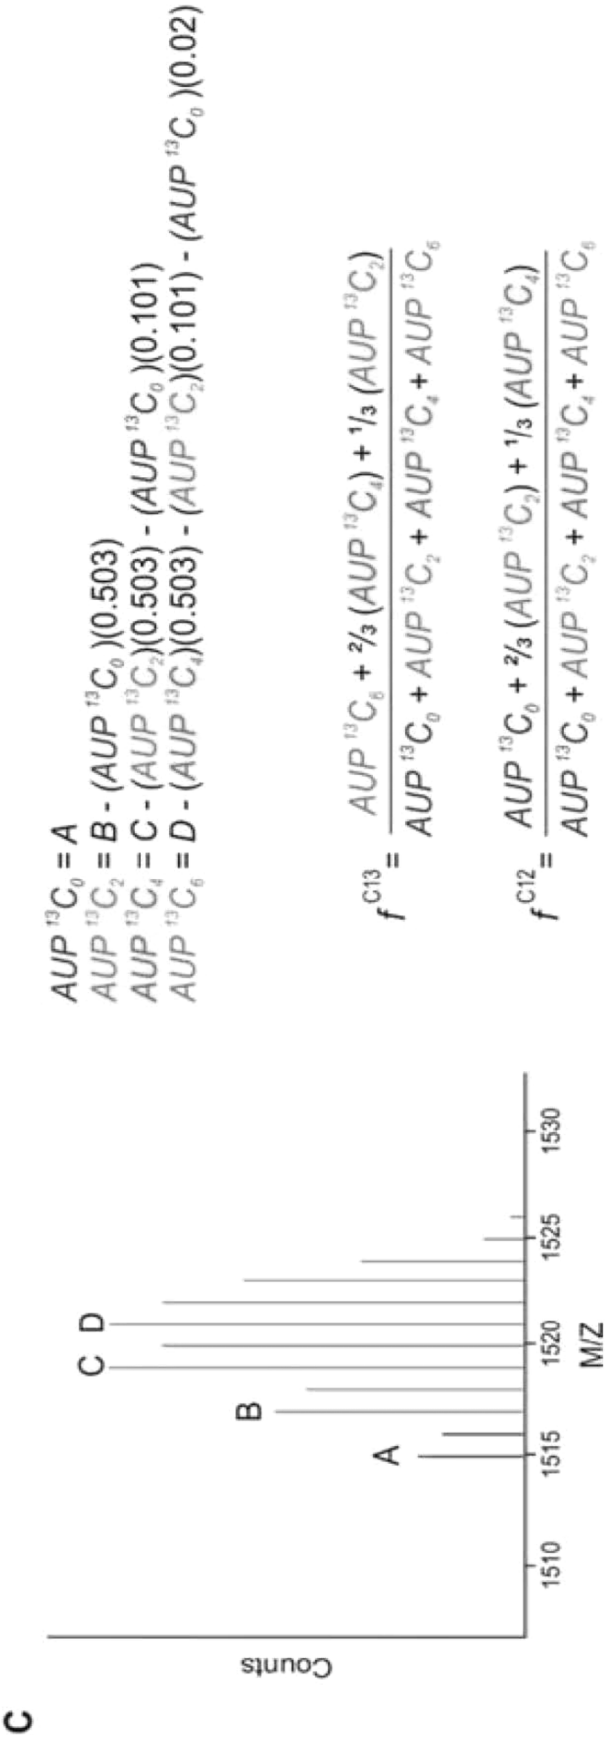 C
Counts
A
B
C D
1510 1515 1520 1525 1530
M/Z
AUP ¹³C₀ = A
AUP ¹³C₂ = B - (AUP ¹³C₀ )(0.503)
AUP ¹³C₄ = C - (AUP ¹³C₂)(0.503) - (AUP ¹³C₀ )(0.101)
AUP ¹³C₆ = D - (AUP ¹³C₄)(0.503) - (AUP ¹³C₂)(0.101) - (AUP ¹³C₀ )(0.02)
AUP ¹³C₆ + ²/₃ (AUP ¹³C₄) + ¹/₃ (AUP ¹³C₂)
f C13 =
AUP ¹³C₀ + AUP ¹³C₂ + AUP ¹³C₄ + AUP ¹³C₆
AUP ¹³C₀ + ²/₃ (AUP ¹³C₂) + ¹/₃ (AUP ¹³C₄)
f C12 =
AUP ¹³C₀ + AUP ¹³C₂ + AUP ¹³C₄ + AUP ¹³C₆